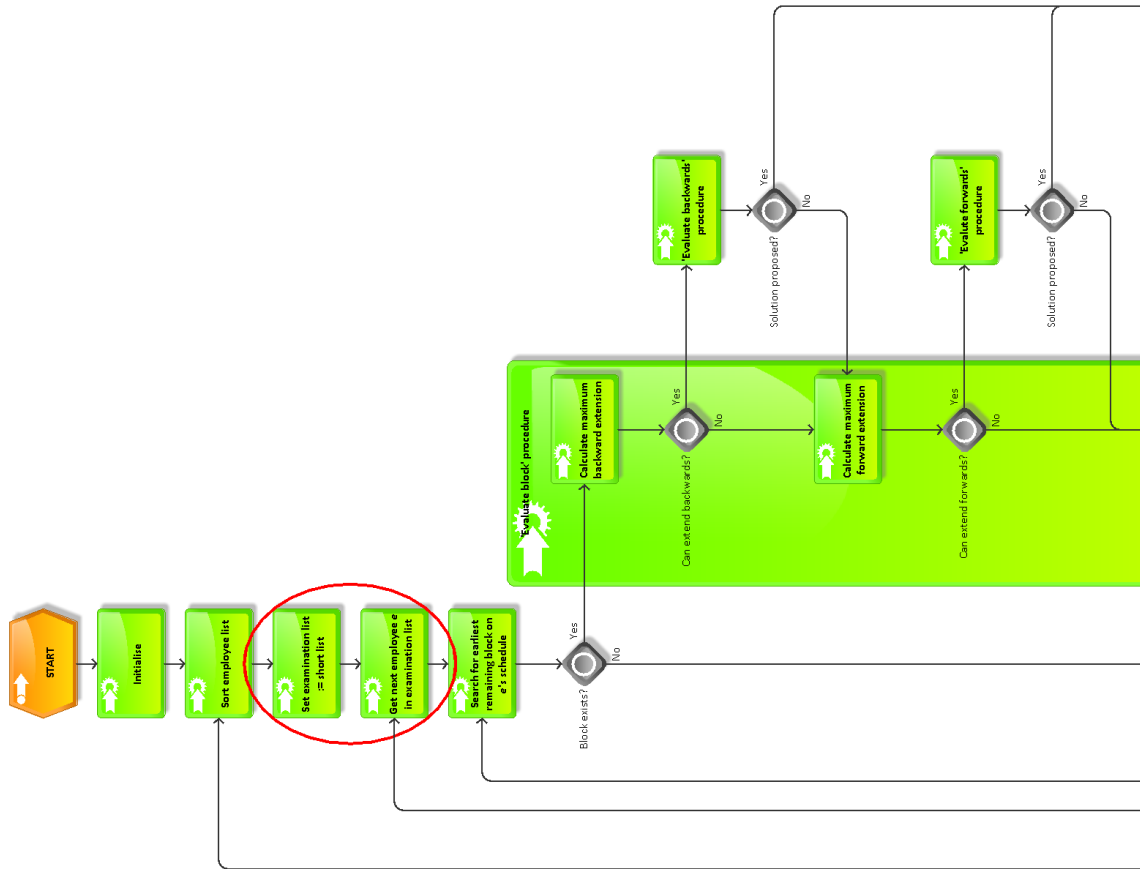 START
Initialise
Sort employee list
Set examination list
:= short list
Get next employee e
in examination list
Search for earliest
remaining block on
e's schedule
Block exists?
Yes
No
'Evaluate block' procedure
Calculate maximum
backward extension
Can extend backwards?
Yes
No
'Evaluate backwards'
procedure
Solution proposed?
Yes
No
Calculate maximum
forward extension
Can extend forwards?
Yes
No
'Evalute forwards'
procedure
Solution proposed?
Yes
No